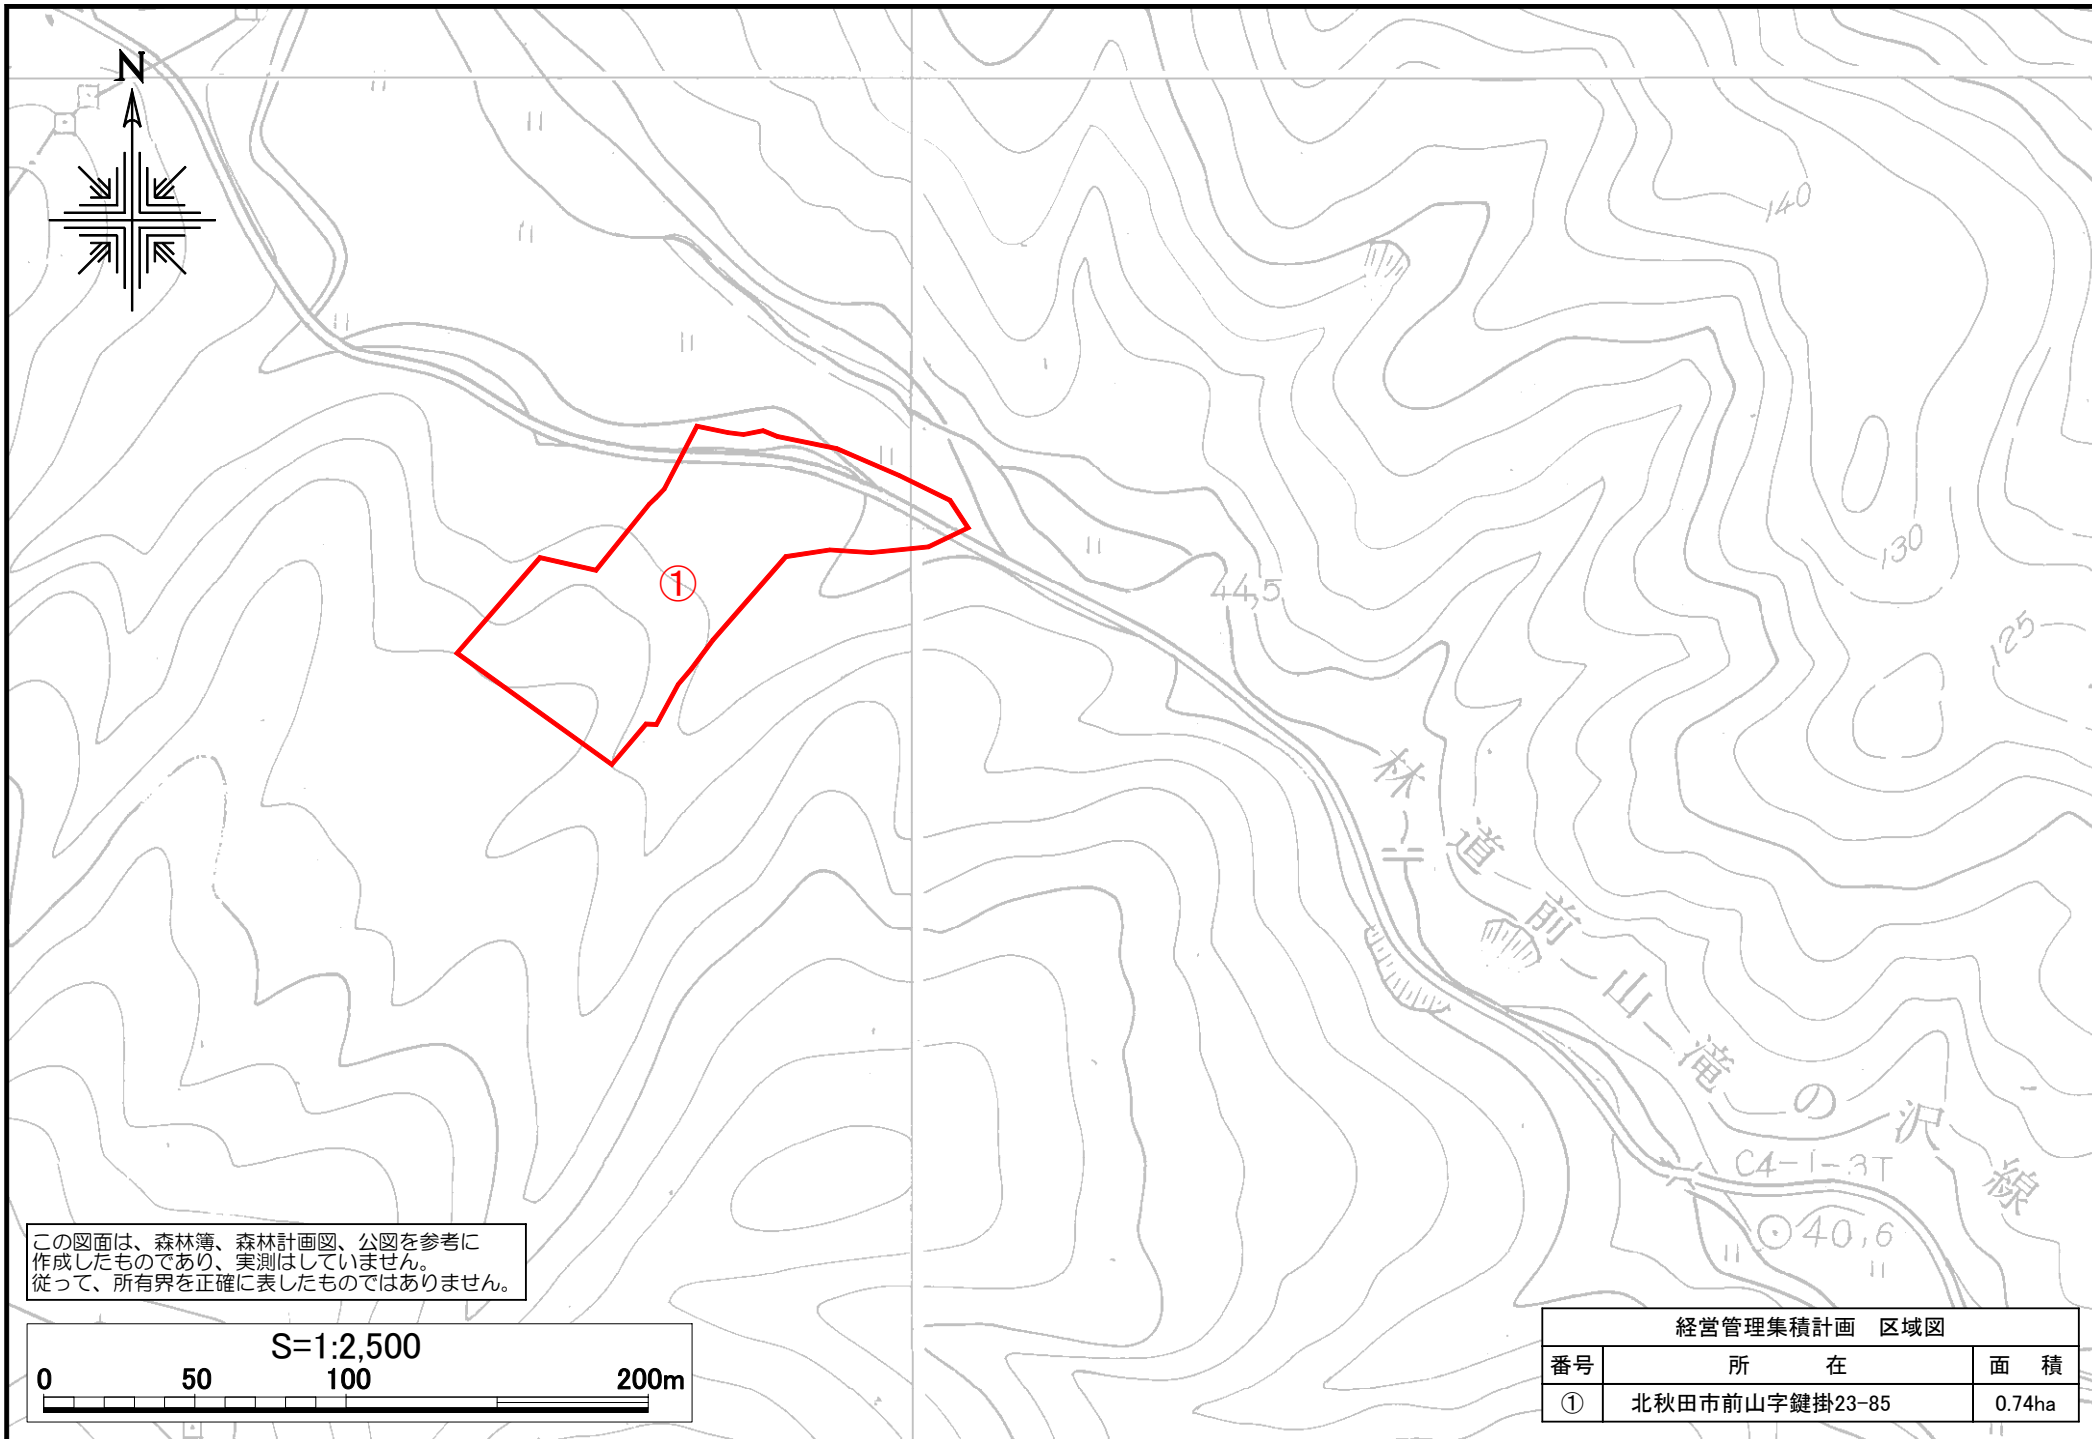 N
140
130
125
44,5
林道前山滝の沢線
C4-1-3T
40,6
①
この図面は、森林簿、森林計画図、公図を参考に
作成したものであり、実測はしていません。
従って、所有界を正確に表したものではありません。
S=1:2,500
0 50 100 200m
経営管理集積計画 区域図
番号 所在 面積
① 北秋田市前山字鍵掛23-85 0.74ha